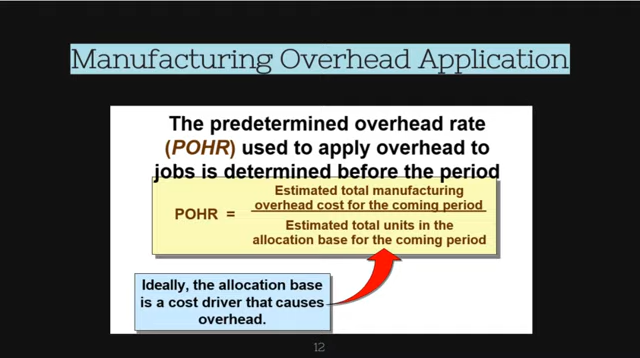 Manufacturing Overhead Application
The predetermined overhead rate
(POHR) used to apply overhead to
jobs is determined before the period
Estimated total manufacturing
overhead cost for the coming period
POHR =
Estimated total units in the
allocation base for the coming period
Ideally, the allocation base
is a cost driver that causes
overhead.
12